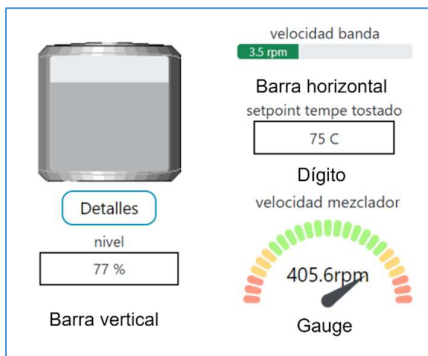 Detalles
nivel
77 %
Barra vertical
velocidad banda
3.5 rpm
Barra horizontal
setpoint tempe tostado
75 C
Dígito
velocidad mezclador
405.6rpm
Gauge